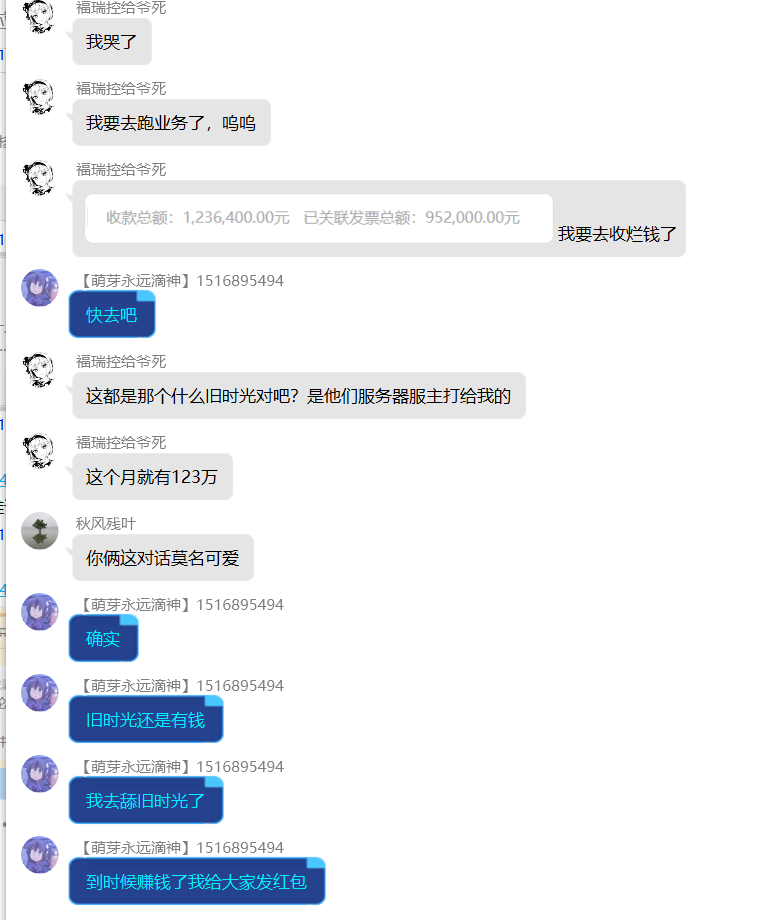 福瑞控给爷死
我哭了
福瑞控给爷死
我要去跑业务了，呜呜
福瑞控给爷死
收款总额：1,236,400.00元 已关联发票总额：952,000.00元
我要去收烂钱了
【萌芽永远滴神】1516895494
快去吧
福瑞控给爷死
这都是那个什么旧时光对吧？是他们服务器服主打给我的
福瑞控给爷死
这个月就有123万
秋风残叶
你俩这对话莫名可爱
【萌芽永远滴神】1516895494
确实
【萌芽永远滴神】1516895494
旧时光还是有钱
【萌芽永远滴神】1516895494
我去舔旧时光了
【萌芽永远滴神】1516895494
到时候赚钱了我给大家发红包